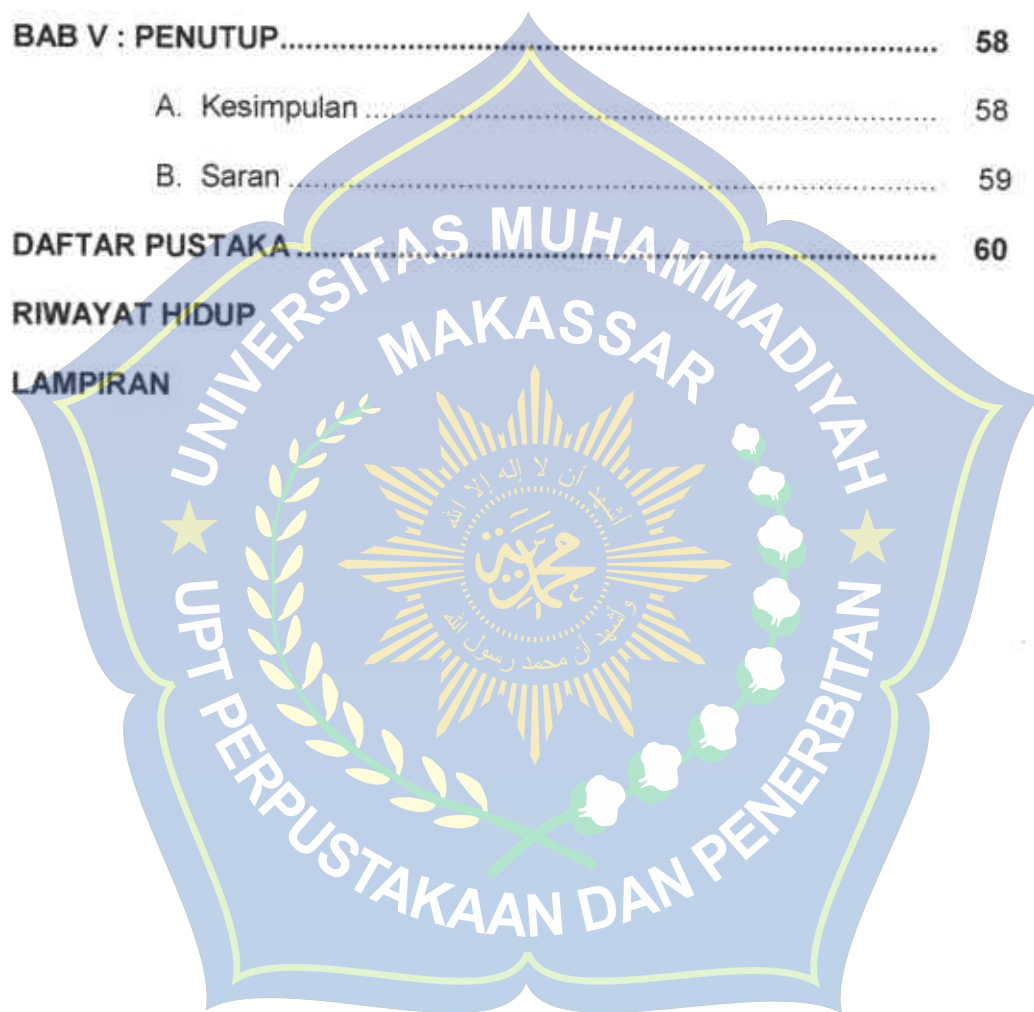 BAB V : PENUTUP.......... 58
A. Kesimpulan .......... 58
B. Saran .......... 59
DAFTAR PUSTAKA .......... 60
RIWAYAT HIDUP
LAMPIRAN
UNIVERSITAS MUHAMMADIYAH
MAKASSAR
أشهد أن لا إله إلا الله
محمدية
وأشهد أن محمد رسول الله
UPT PERPUSTAKAAN DAN PENERBITAN